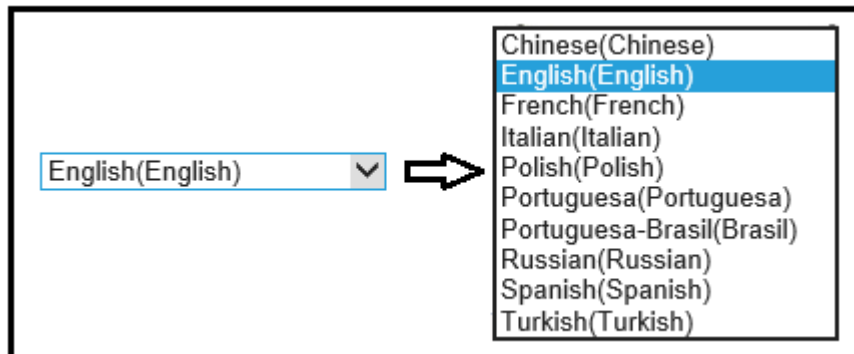 English(English)
Chinese(Chinese)
English(English)
French(French)
Italian(Italian)
Polish(Polish)
Portuguesa(Portuguesa)
Portuguesa-Brasil(Brasil)
Russian(Russian)
Spanish(Spanish)
Turkish(Turkish)